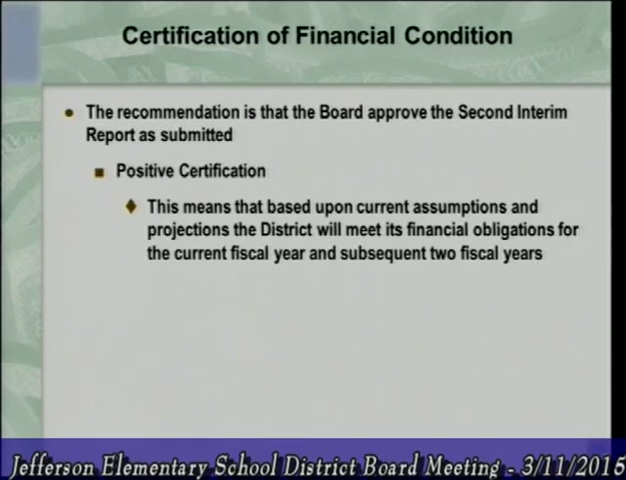 Certification of Financial Condition
The recommendation is that the Board approve the Second Interim
Report as submitted
Positive Certification
This means that based upon current assumptions and
projections the District will meet its financial obligations for
the current fiscal year and subsequent two fiscal years
Jefferson Elementary School District Board Meeting - 3/11/2015